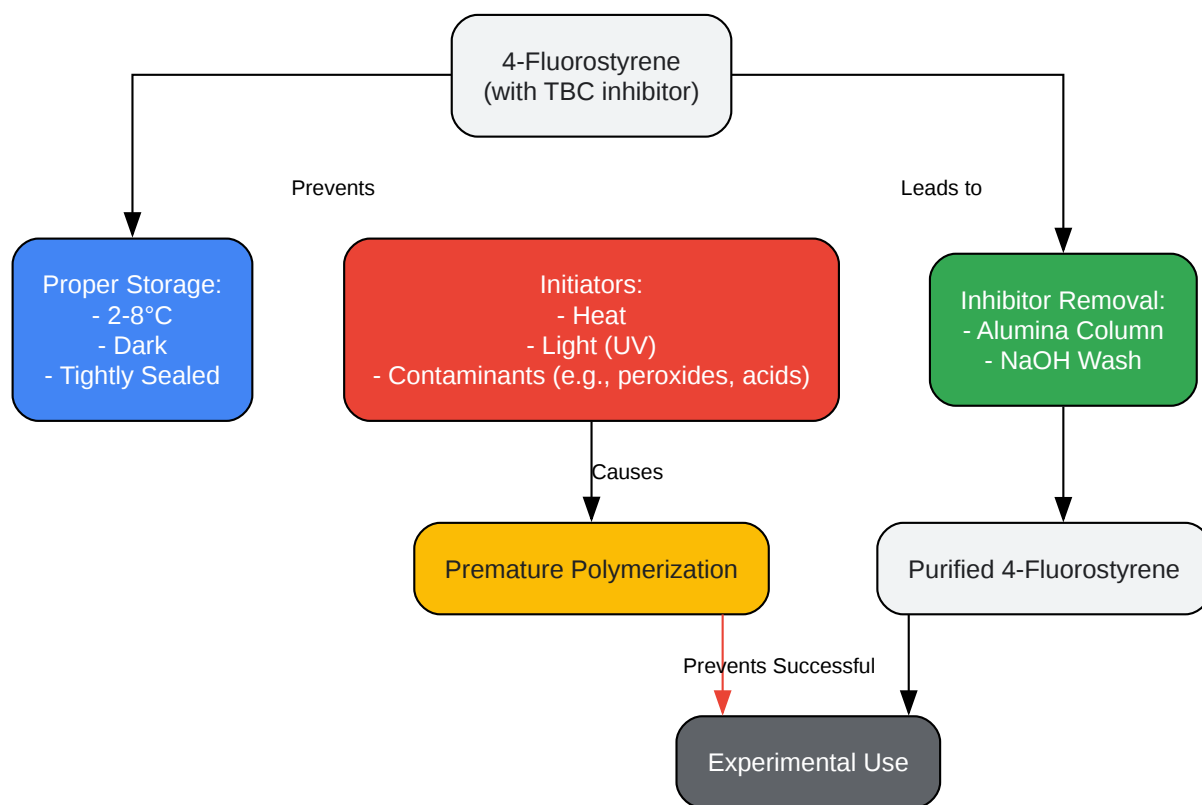 4-Fluorostyrene
(with TBC inhibitor)
Prevents
Leads to
Proper Storage:
- 2-8°C
- Dark
- Tightly Sealed
Initiators:
- Heat
- Light (UV)
- Contaminants (e.g., peroxides, acids)
Inhibitor Removal:
- Alumina Column
- NaOH Wash
Causes
Premature Polymerization
Purified 4-Fluorostyrene
Prevents Successful
Experimental Use